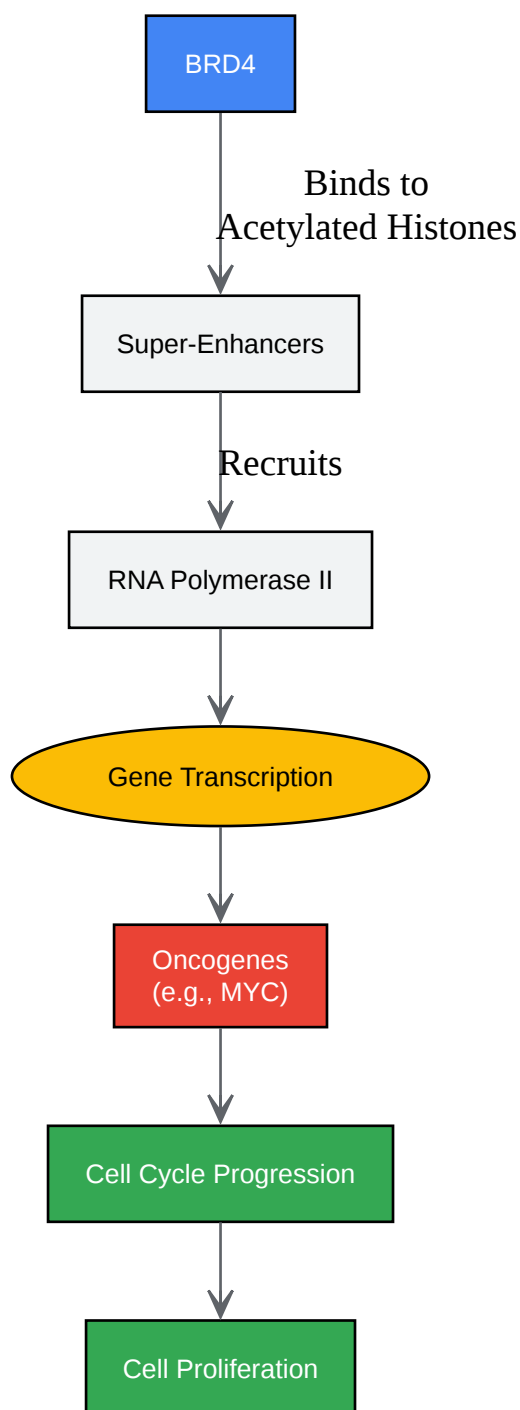 BRD4
Binds to
Acetylated Histones
Super-Enhancers
Recruits
RNA Polymerase II
Gene Transcription
Oncogenes
(e.g., MYC)
Cell Cycle Progression
Cell Proliferation